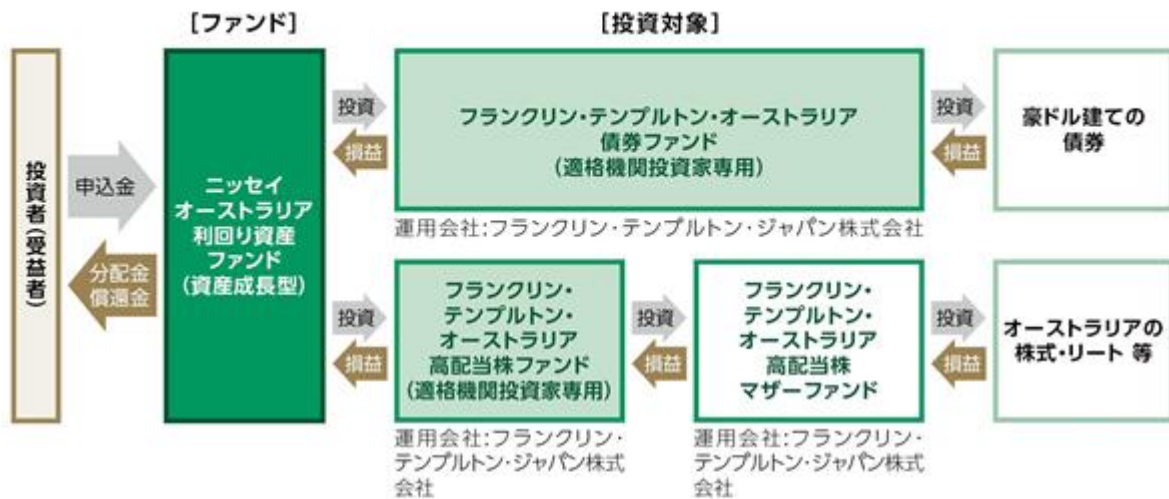 [ファンド]
[投資対象]
投資者(受益者)
申込金
分配金
償還金
ニッセイ
オーストラリア
利回り資産
ファンド
(資産成長型)
投資
損益
フランクリン・テンプルトン・オーストラリア
債券ファンド
(適格機関投資家専用)
運用会社:フランクリン・テンプルトン・ジャパン株式会社
投資
損益
豪ドル建ての
債券
投資
損益
フランクリン・
テンプルトン・
オーストラリア
高配当株ファンド
(適格機関投資家専用)
運用会社:フランクリン・
テンプルトン・ジャパン株式
会社
投資
損益
フランクリン・
テンプルトン・
オーストラリア
高配当株
マザーファンド
運用会社:フランクリン・
テンプルトン・ジャパン株式
会社
投資
損益
オーストラリアの
株式・リート 等